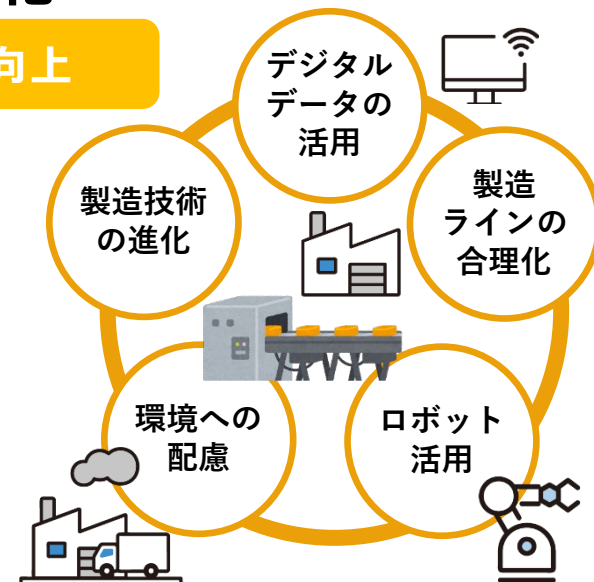 化
向上
デジタル
データの
活用
製造
ラインの
合理化
製造技術
の進化
環境への
配慮
ロボット
活用